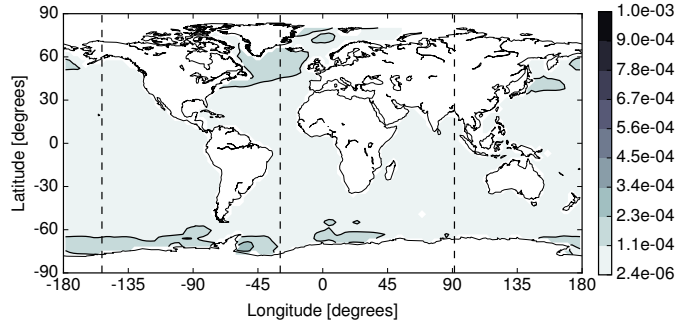 90
75
60
30
0
-30
-60
-90
Latitude [degrees]
-180 -135 -90 -45 0 45 90 135 180
Longitude [degrees]
1.0e-03
9.0e-04
7.8e-04
6.7e-04
5.6e-04
4.5e-04
3.4e-04
2.3e-04
1.1e-04
2.4e-06